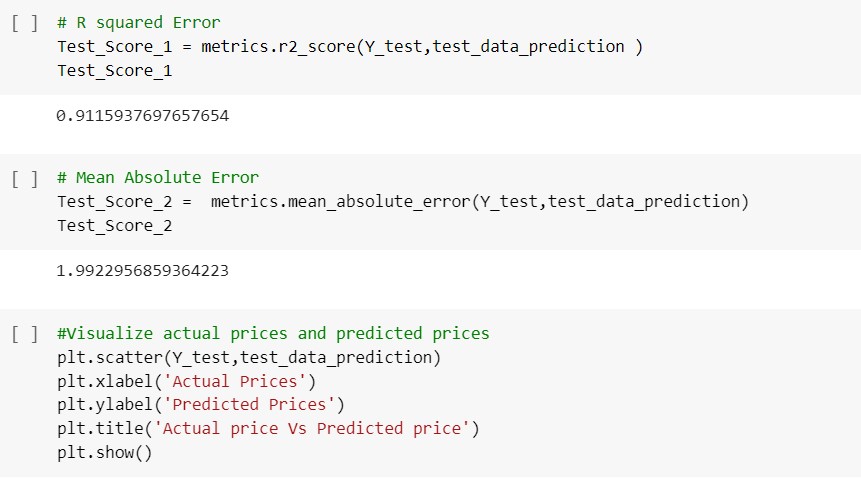 [ ] # R squared Error
Test_Score_1 = metrics.r2_score(Y_test,test_data_prediction )
Test_Score_1
0.9115937697657654
[ ] # Mean Absolute Error
Test_Score_2 =  metrics.mean_absolute_error(Y_test,test_data_prediction)
Test_Score_2
1.9922956859364223
[ ] #Visualize actual prices and predicted prices
plt.scatter(Y_test,test_data_prediction)
plt.xlabel('Actual Prices')
plt.ylabel('Predicted Prices')
plt.title('Actual price Vs Predicted price')
plt.show()